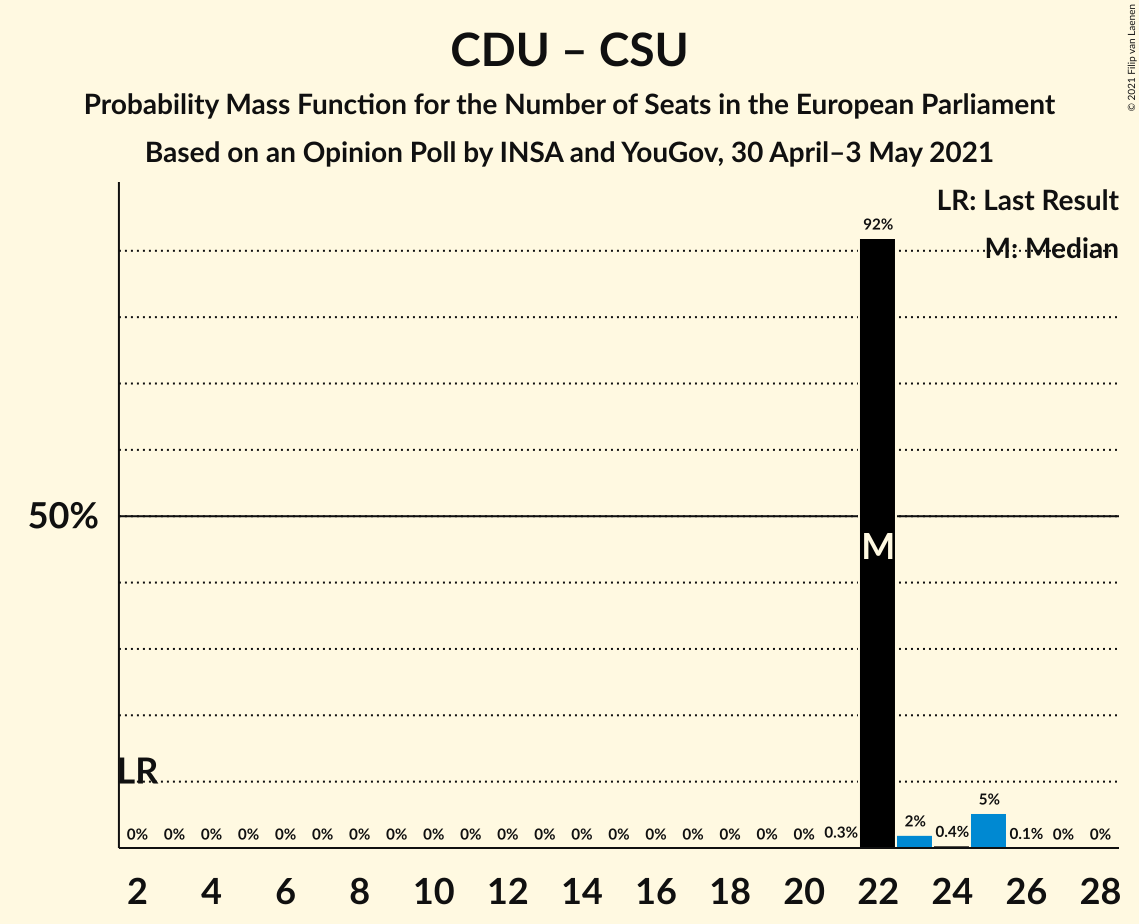 CDU – CSU
Probability Mass Function for the Number of Seats in the European Parliament
Based on an Opinion Poll by INSA and YouGov, 30 April–3 May 2021
© 2021 Filip van Laenen
LR: Last Result
M: Median
92%
50%
M
LR
0% 0% 0% 0% 0% 0% 0% 0% 0% 0% 0% 0% 0% 0% 0% 0% 0% 0% 0% 0.3% 2% 0.4% 5% 0.1% 0% 0%
2 4 6 8 10 12 14 16 18 20 22 24 26 28